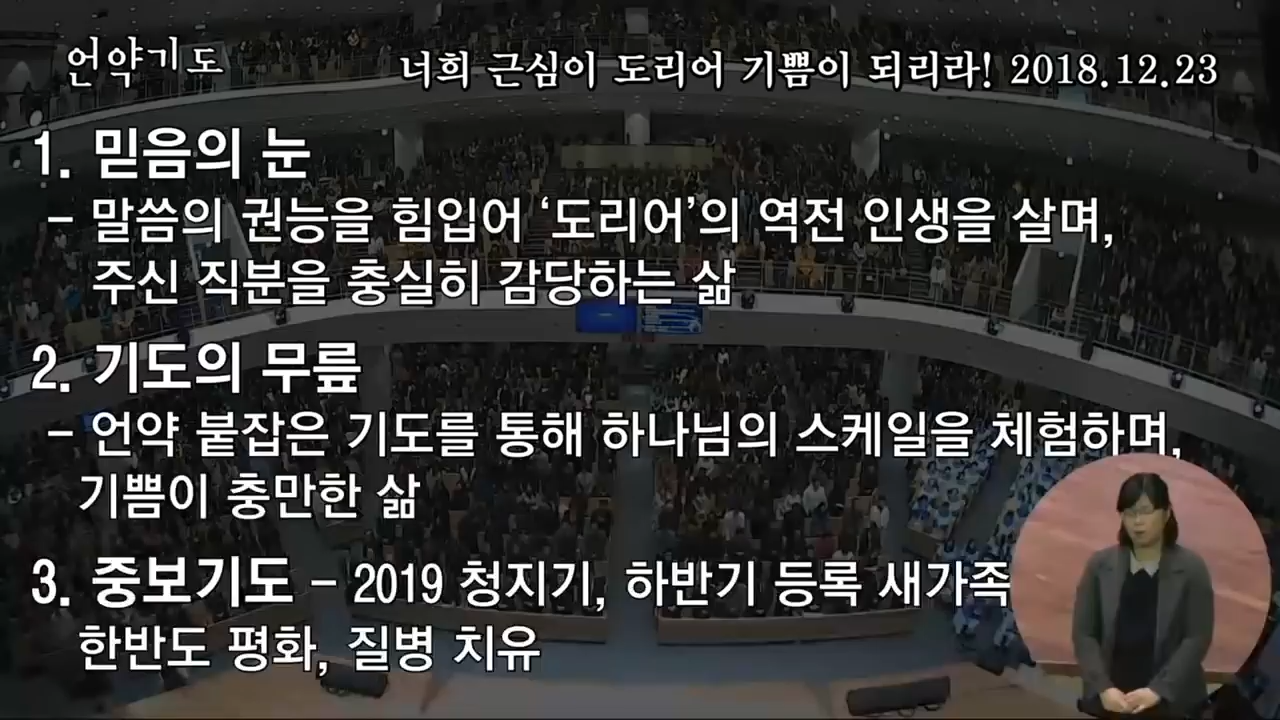 언약기도
너희 근심이 도리어 기쁨이 되리라! 2018.12.23
1. 믿음의 눈
- 말씀의 권능을 힘입어 ‘도리어’의 역전 인생을 살며,
주신 직분을 충실히 감당하는 삶
2. 기도의 무릎
- 언약 붙잡은 기도를 통해 하나님의 스케일을 체험하며,
기쁨이 충만한 삶
3. 중보기도 - 2019 청지기, 하반기 등록 새가족
한반도 평화, 질병 치유